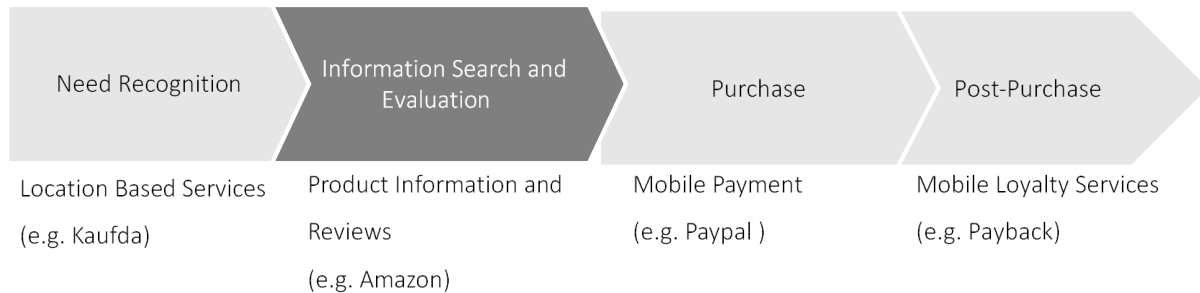 Need Recognition
Information Search and
Evaluation
Purchase
Post-Purchase
Location Based Services
(e.g. Kaufda)
Product Information and
Reviews
(e.g. Amazon)
Mobile Payment
(e.g. Paypal )
Mobile Loyalty Services
(e.g. Payback)